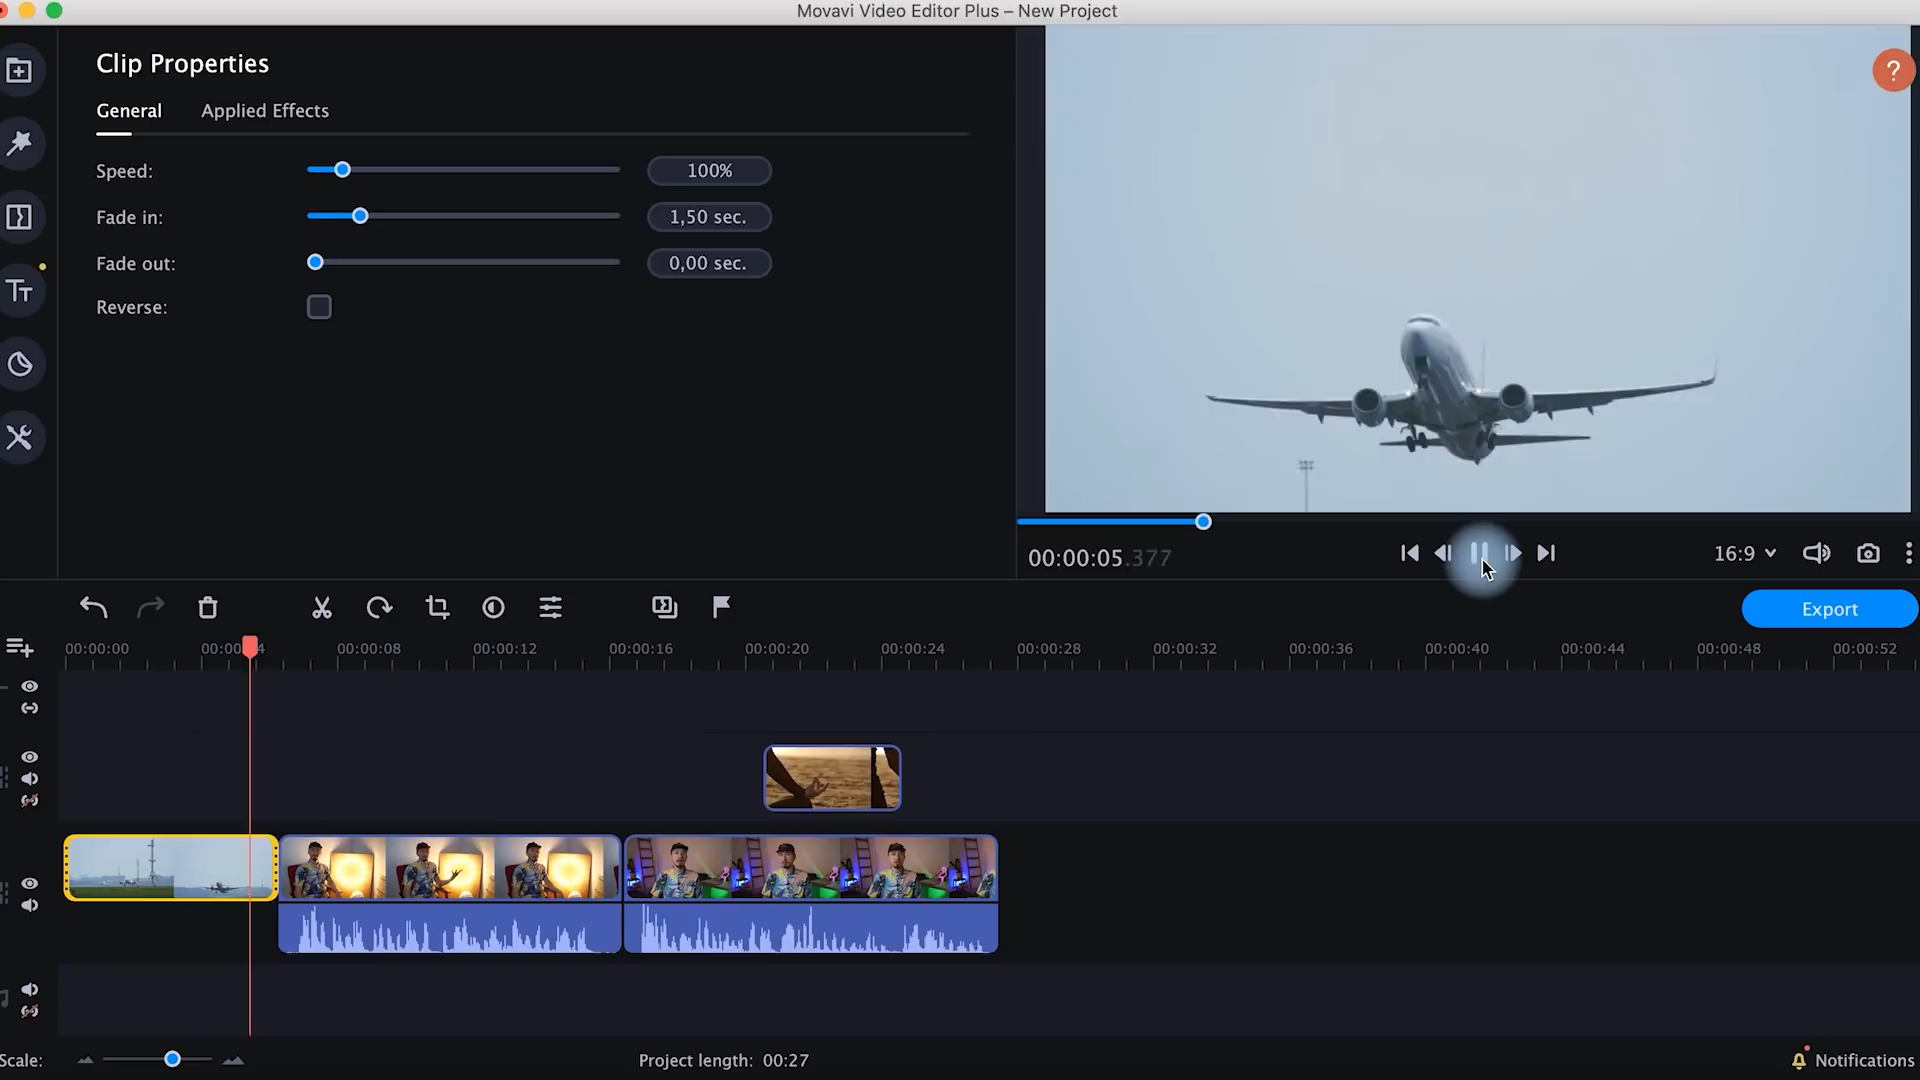 Movavi Video Editor Plus – New Project
Clip Properties
General Applied Effects
Speed: 100%
Fade in: 1,50 sec.
Fade out: 0,00 sec.
Reverse:
?
00:00:05.377
16:9
Export
00:00:00 00:00:08 00:00:12 00:00:16 00:00:20 00:00:24 00:00:28 00:00:32 00:00:36 00:00:40 00:00:44 00:00:48 00:00:52
Scale:
Project length: 00:27
Notifications